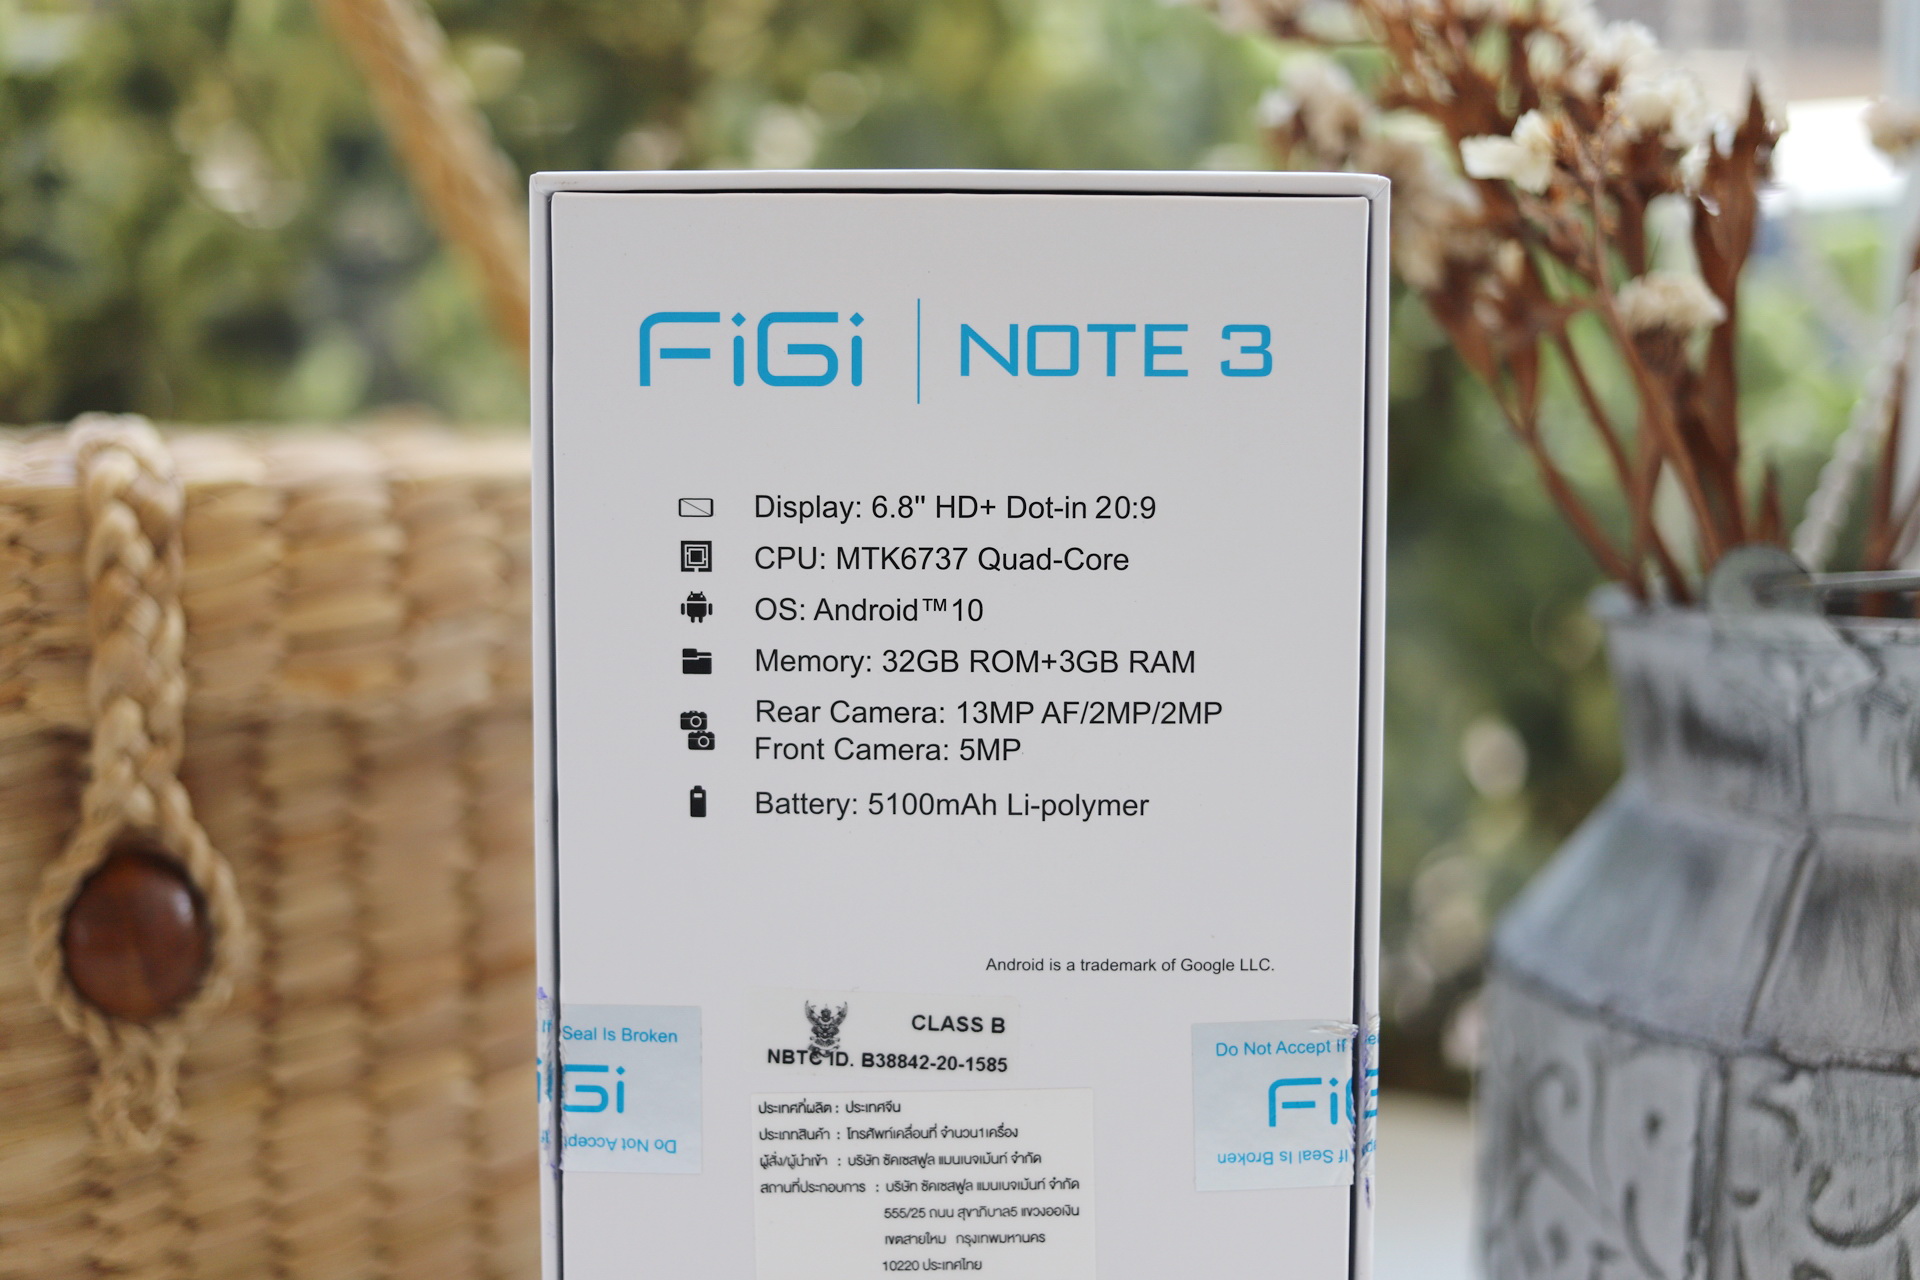 FiGi NOTE 3
Display: 6.8" HD+ Dot-in 20:9
CPU: MTK6737 Quad-Core
OS: Android™10
Memory: 32GB ROM+3GB RAM
Rear Camera: 13MP AF/2MP/2MP
Front Camera: 5MP
Battery: 5100mAh Li-polymer
Android is a trademark of Google LLC.
CLASS B
NBTC ID. B38842-20-1585
If Seal Is Broken
FiGi
Do Not Accept
Do Not Accept If
FiG
If Seal Is Broken
ประเทศที่ผลิต : ประเทศจีน
ประเภทสินค้า : โทรศัพท์เคลื่อนที่ จำนวน1เครื่อง
ผู้สั่ง/ผู้นำเข้า : บริษัท ซัคเซสฟูล แมนเนจเม้นท์ จำกัด
สถานที่ประกอบการ : บริษัท ซัคเซสฟูล แมนเนจเม้นท์ จำกัด
555/25 ถนน สุขาภิบาล5 แขวงออเงิน
เขตสายไหม กรุงเทพมหานคร
10220 ประเทศไทย